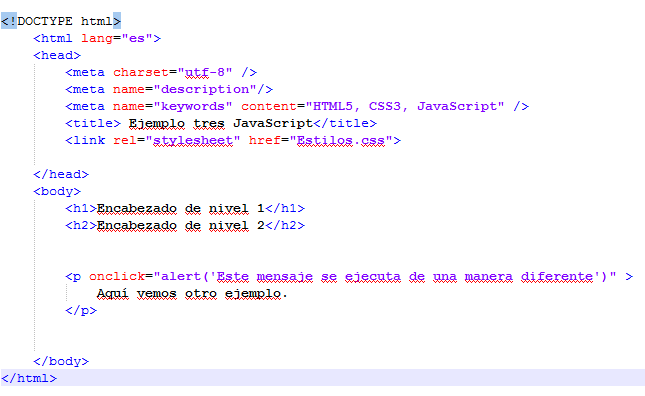 <!DOCTYPE html>
<html lang="es">
<head>
<meta charset="utf-8" />
<meta name="description"/>
<meta name="keywords" content="HTML5, CSS3, JavaScript" />
<title> Ejemplo tres JavaScript</title>
<link rel="stylesheet" href="Estilos.css">
</head>
<body>
<h1>Encabezado de nivel 1</h1>
<h2>Encabezado de nivel 2</h2>
<p onclick="alert('Este mensaje se ejecuta de una manera diferente')" >
Aquí vemos otro ejemplo.
</p>
</body>
</html>